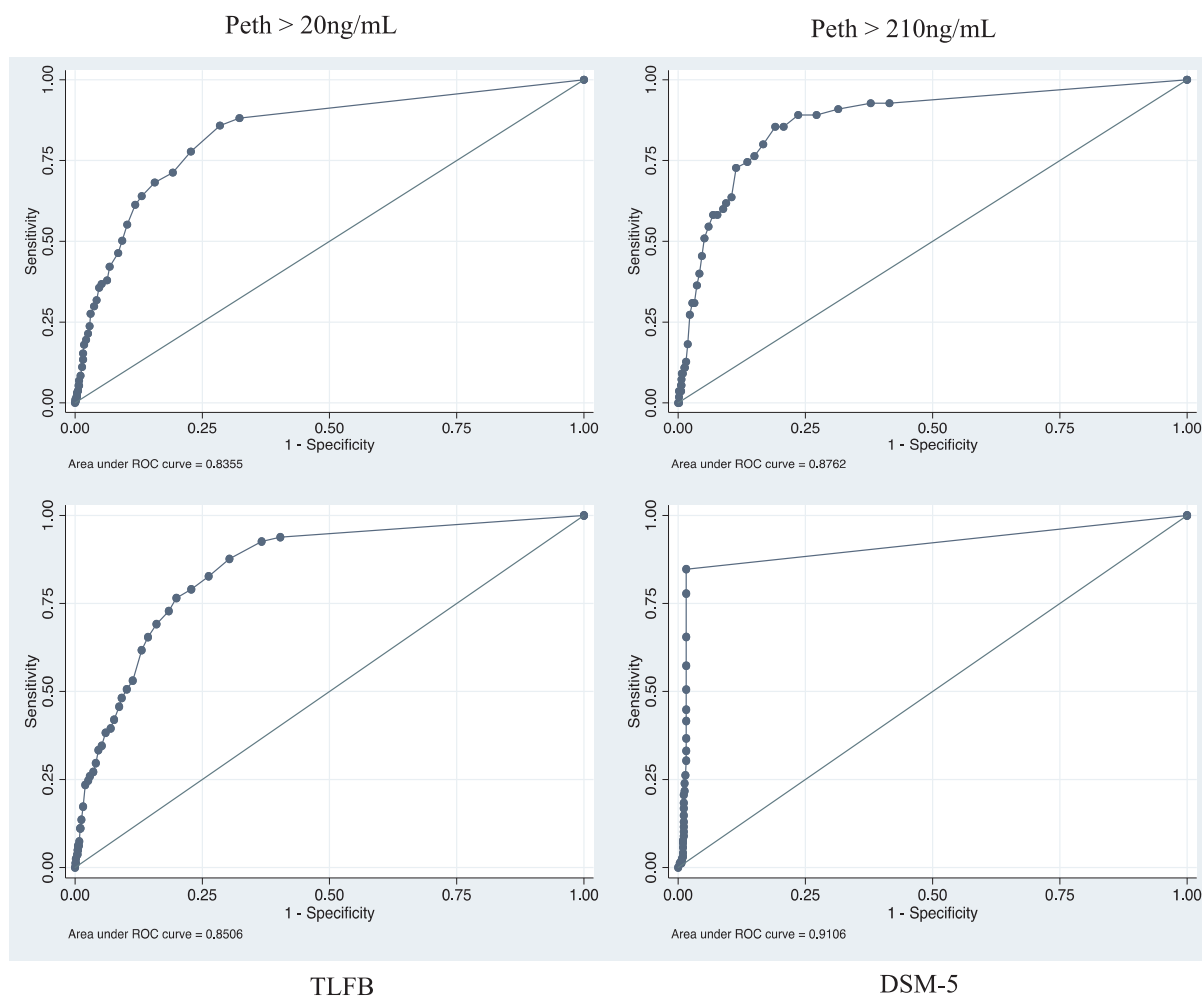 Peth > 20ng/mL
Peth > 210ng/mL
1.00
0.75
0.50
0.25
0.00
Sensitivity
0.00 0.25 0.50 0.75 1.00
1 - Specificity
Area under ROC curve = 0.8355
1.00
0.75
0.50
0.25
0.00
Sensitivity
0.00 0.25 0.50 0.75 1.00
1 - Specificity
Area under ROC curve = 0.8762
1.00
0.75
0.50
0.25
0.00
Sensitivity
0.00 0.25 0.50 0.75 1.00
1 - Specificity
Area under ROC curve = 0.8506
1.00
0.75
0.50
0.25
0.00
Sensitivity
0.00 0.25 0.50 0.75 1.00
1 - Specificity
Area under ROC curve = 0.9106
TLFB
DSM-5